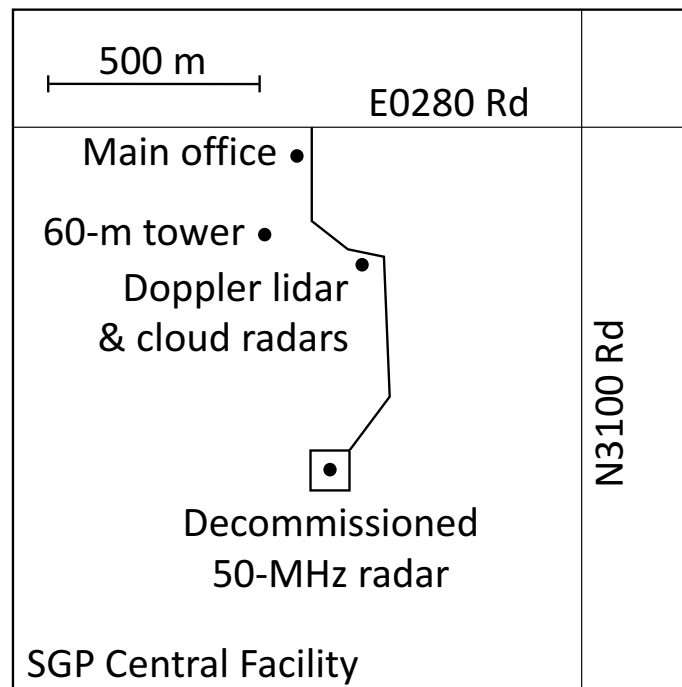 500 m
E0280 Rd
Main office
60-m tower
Doppler lidar
& cloud radars
N3100 Rd
Decommissioned
50-MHz radar
SGP Central Facility